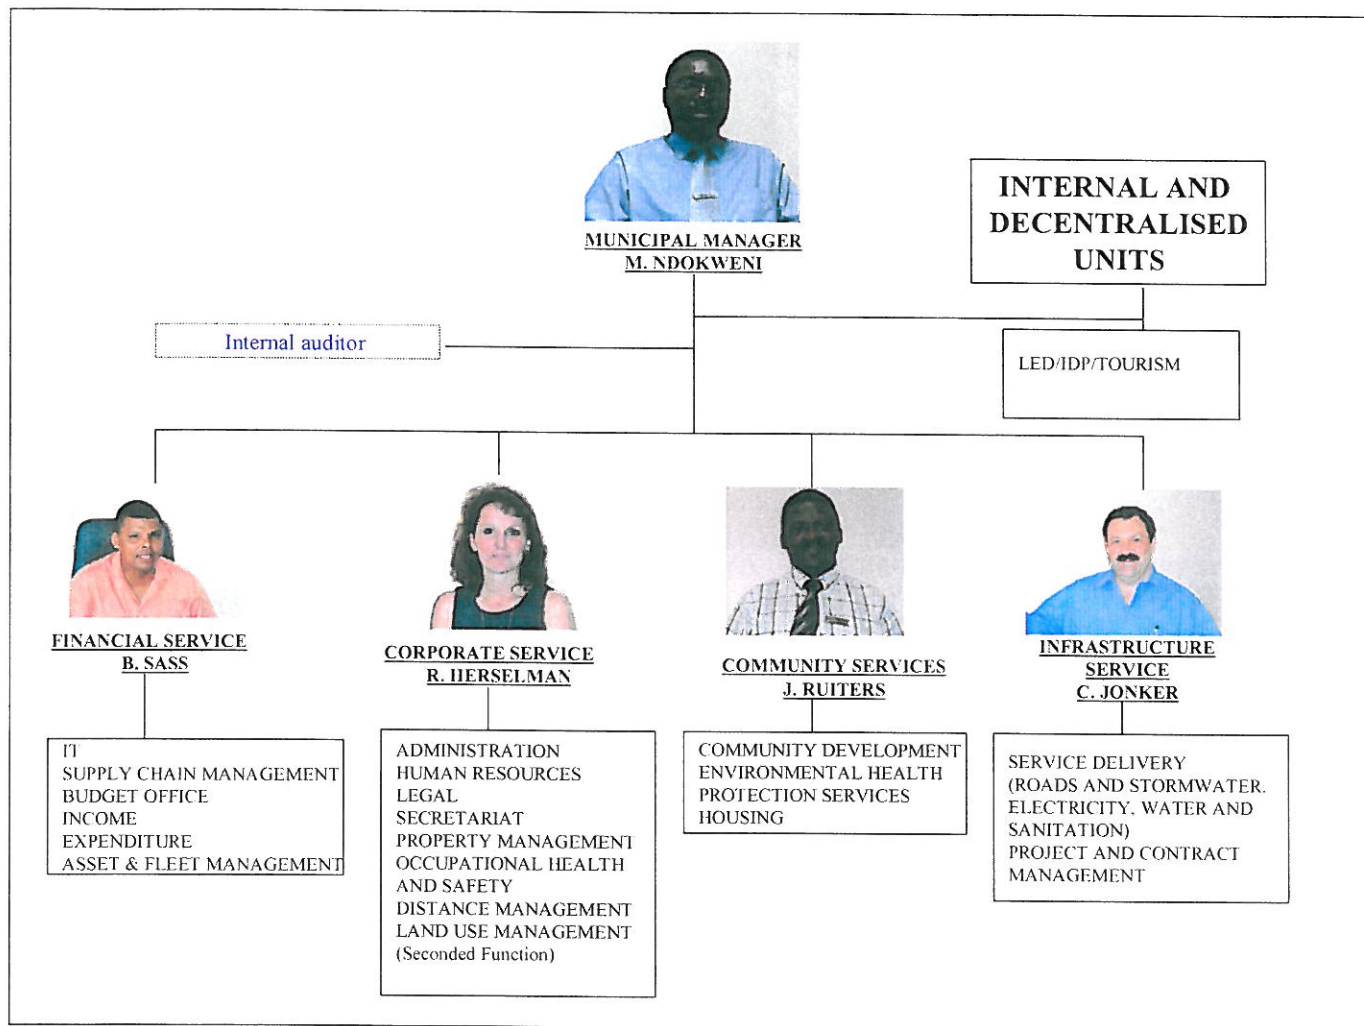 MUNICIPAL MANAGER
M. NDOKWENI
INTERNAL AND
DECENTRALISED
UNITS
Internal auditor
LED/IDP/TOURISM
FINANCIAL SERVICE
B. SASS
CORPORATE SERVICE
R. HERSELMAN
COMMUNITY SERVICES
J. RUITERS
INFRASTRUCTURE
SERVICE
C. JONKER
IT
SUPPLY CHAIN MANAGEMENT
BUDGET OFFICE
INCOME
EXPENDITURE
ASSET & FLEET MANAGEMENT
ADMINISTRATION
HUMAN RESOURCES
LEGAL
SECRETARIAT
PROPERTY MANAGEMENT
OCCUPATIONAL HEALTH
AND SAFETY
DISTANCE MANAGEMENT
LAND USE MANAGEMENT
(Seconded Function)
COMMUNITY DEVELOPMENT
ENVIRONMENTAL HEALTH
PROTECTION SERVICES
HOUSING
SERVICE DELIVERY
(ROADS AND STORMWATER.
ELECTRICITY. WATER AND
SANITATION)
PROJECT AND CONTRACT
MANAGEMENT